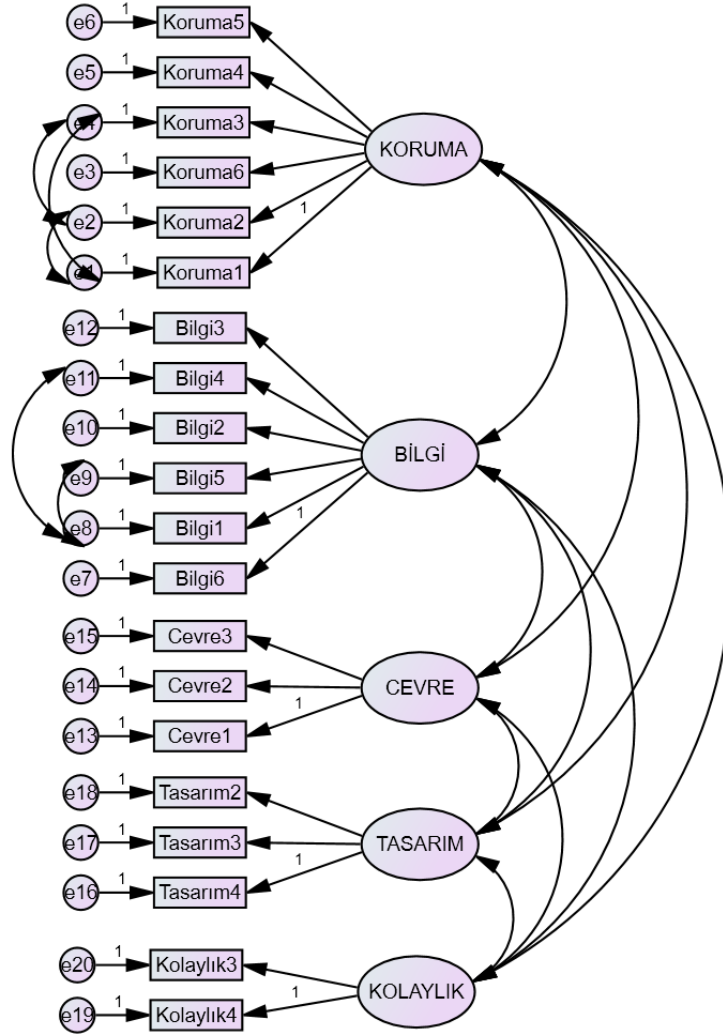 e6 1 Koruma5
e5 1 Koruma4
e4 1 Koruma3
e3 1 Koruma6
e2 1 Koruma2
e1 1 Koruma1
1
KORUMA
e12 1 Bilgi3
e11 1 Bilgi4
e10 1 Bilgi2
e9 1 Bilgi5
e8 1 Bilgi1
e7 1 Bilgi6
1
BİLGİ
e15 1 Cevre3
e14 1 Cevre2
e13 1 Cevre1
1
CEVRE
e18 1 Tasarım2
e17 1 Tasarım3
e16 1 Tasarım4
1
TASARIM
e20 1 Kolaylık3
e19 1 Kolaylık4
1
KOLAYLIK